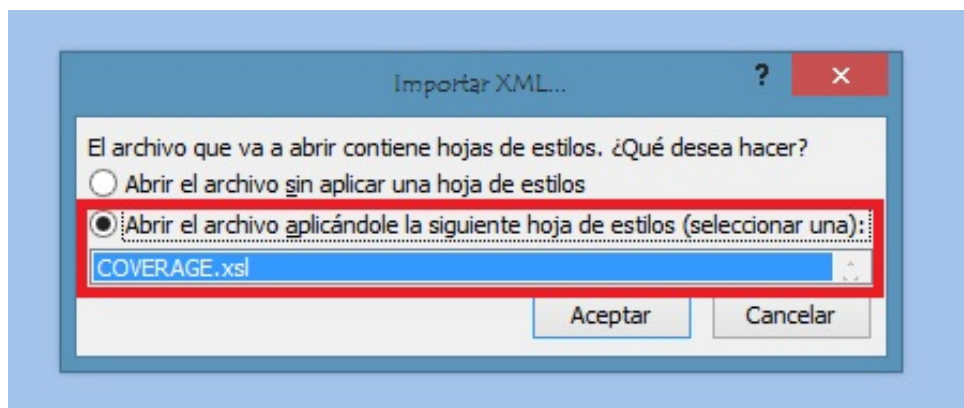 Importar XML...
?
El archivo que va a abrir contiene hojas de estilos. ¿Qué desea hacer?
Abrir el archivo sin aplicar una hoja de estilos
Abrir el archivo aplicándole la siguiente hoja de estilos (seleccionar una):
COVERAGE.xsl
Aceptar
Cancelar